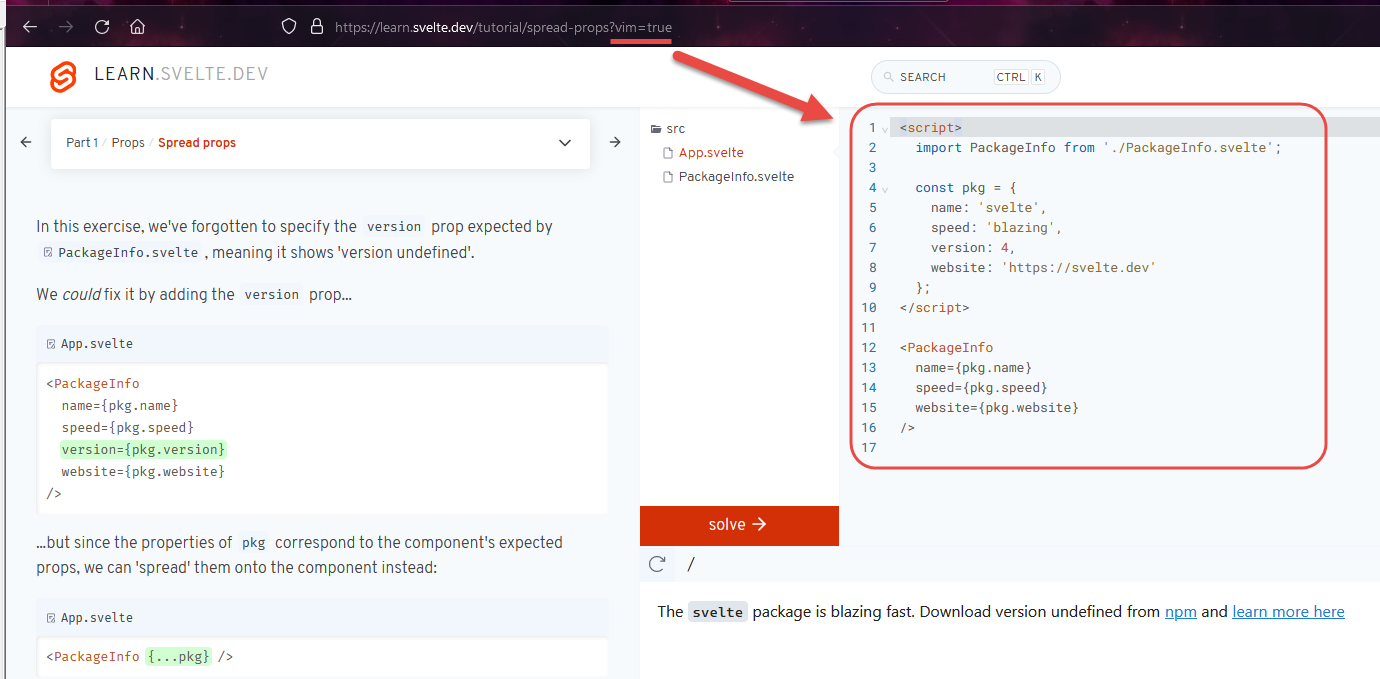 https://learn.svelte.dev/tutorial/spread-props?vim=true
LEARN.SVELTE.DEV
SEARCH CTRL K
Part 1 / Props / Spread props
In this exercise, we've forgotten to specify the version prop expected by
PackageInfo.svelte , meaning it shows 'version undefined'.
We could fix it by adding the version prop...
App.svelte
<PackageInfo
  name={pkg.name}
  speed={pkg.speed}
  version={pkg.version}
  website={pkg.website}
/>
...but since the properties of pkg correspond to the component's expected
props, we can 'spread' them onto the component instead:
App.svelte
<PackageInfo {...pkg} />
src
App.svelte
PackageInfo.svelte
solve →
/
1 <script>
2   import PackageInfo from './PackageInfo.svelte';
3
4   const pkg = {
5     name: 'svelte',
6     speed: 'blazing',
7     version: 4,
8     website: 'https://svelte.dev'
9   };
10 </script>
11
12 <PackageInfo
13   name={pkg.name}
14   speed={pkg.speed}
15   website={pkg.website}
16 />
17
The svelte package is blazing fast. Download version undefined from npm and learn more here